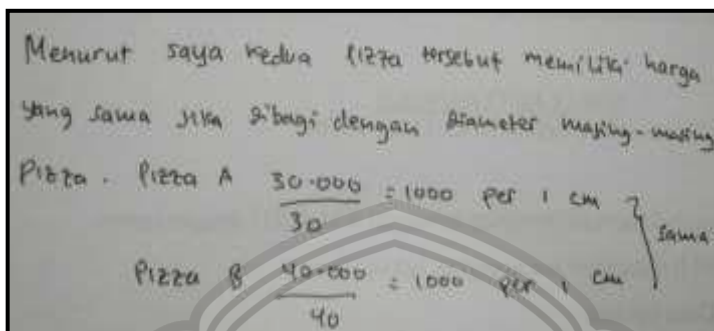 Menurut saya kedua Pizza tersebut memiliki harga
yang sama jika dibagi dengan diameter masing-masing
Pizza. Pizza A 30.000/30 = 1000 per 1 cm
sama
Pizza B 40.000/40 = 1000 per 1 cm